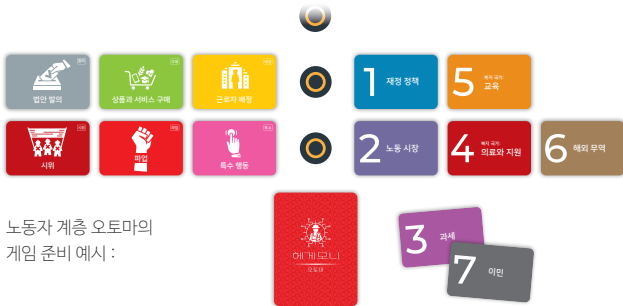 법안 발의
상품과 서비스 구매
근로자 배정
1 재정 정책
5 복지 국가: 교육
시위
파업
특수 행동
2 노동 시장
4 복지 국가: 의료와 지원
6 해외 무역
노동자 계층 오토마의
게임 준비 예시 :
헤게모니
오토마
3 과세
7 이민